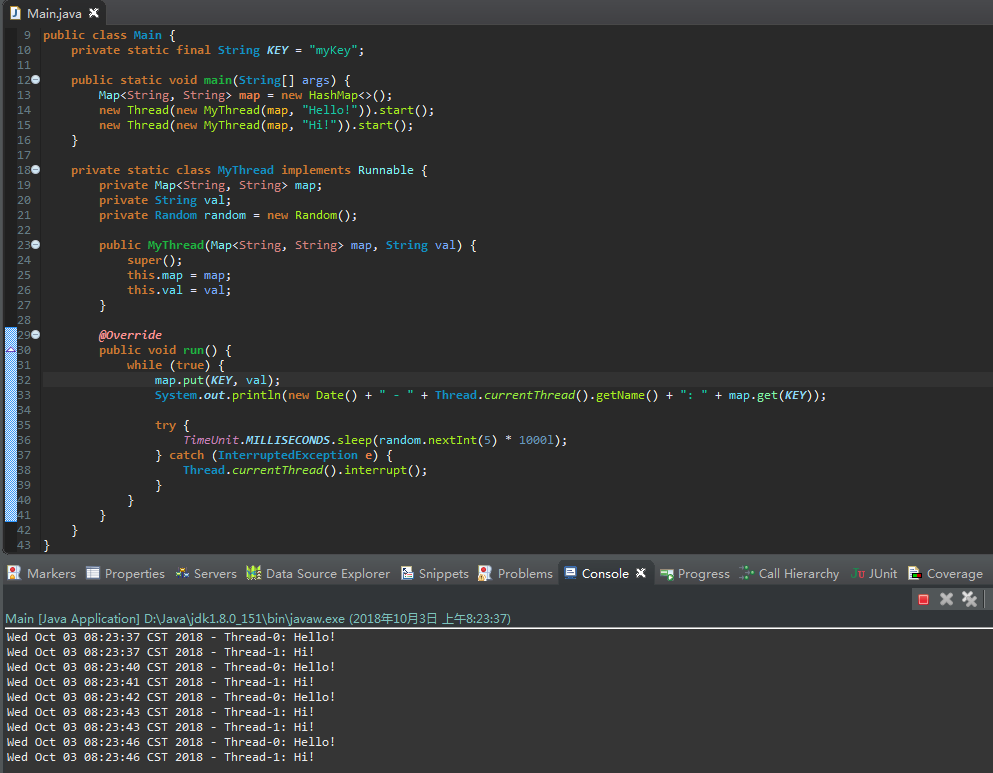 Main.java
9 public class Main {
10     private static final String KEY = "myKey";
11
12     public static void main(String[] args) {
13         Map<String, String> map = new HashMap<>();
14         new Thread(new MyThread(map, "Hello!")).start();
15         new Thread(new MyThread(map, "Hi!")).start();
16     }
17
18     private static class MyThread implements Runnable {
19         private Map<String, String> map;
20         private String val;
21         private Random random = new Random();
22
23         public MyThread(Map<String, String> map, String val) {
24             super();
25             this.map = map;
26             this.val = val;
27         }
28
29         @Override
30         public void run() {
31             while (true) {
32                 map.put(KEY, val);
33                 System.out.println(new Date() + " - " + Thread.currentThread().getName() + ": " + map.get(KEY));
34
35                 try {
36                     TimeUnit.MILLISECONDS.sleep(random.nextInt(5) * 1000l);
37                 } catch (InterruptedException e) {
38                     Thread.currentThread().interrupt();
39                 }
40             }
41         }
42     }
43 }
Markers Properties Servers Data Source Explorer Snippets Problems Console Progress Call Hierarchy JUnit Coverage
Main [Java Application] D:\Java\jdk1.8.0_151\bin\javaw.exe (2018年10月3日 上午8:23:37)
Wed Oct 03 08:23:37 CST 2018 - Thread-0: Hello!
Wed Oct 03 08:23:37 CST 2018 - Thread-1: Hi!
Wed Oct 03 08:23:40 CST 2018 - Thread-0: Hello!
Wed Oct 03 08:23:41 CST 2018 - Thread-1: Hi!
Wed Oct 03 08:23:42 CST 2018 - Thread-0: Hello!
Wed Oct 03 08:23:43 CST 2018 - Thread-1: Hi!
Wed Oct 03 08:23:43 CST 2018 - Thread-1: Hi!
Wed Oct 03 08:23:46 CST 2018 - Thread-0: Hello!
Wed Oct 03 08:23:46 CST 2018 - Thread-1: Hi!